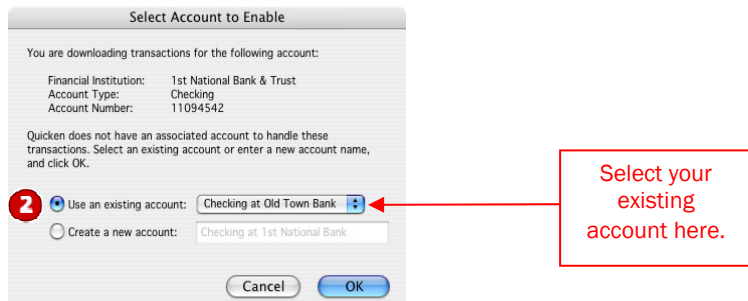 Select Account to Enable
You are downloading transactions for the following account:
Financial Institution: 1st National Bank & Trust
Account Type: Checking
Account Number: 11094542
Quicken does not have an associated account to handle these
transactions. Select an existing account or enter a new account name,
and click OK.
2 Use an existing account: Checking at Old Town Bank
Create a new account: Checking at 1st National Bank
Cancel OK
Select your
existing
account here.